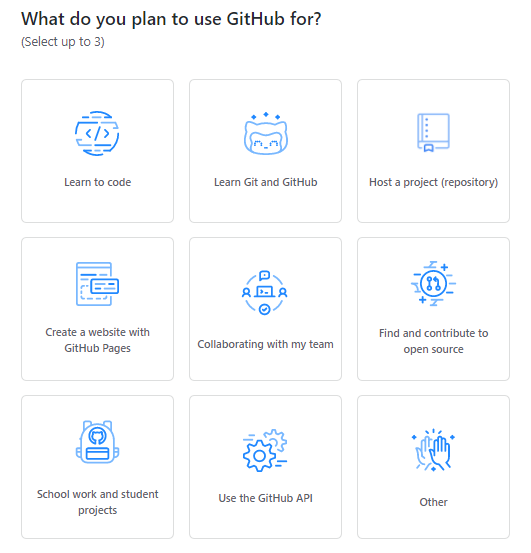 What do you plan to use GitHub for?
(Select up to 3)
Learn to code
Learn Git and GitHub
Host a project (repository)
Create a website with
GitHub Pages
Collaborating with my team
Find and contribute to
open source
School work and student
projects
Use the GitHub API
Other